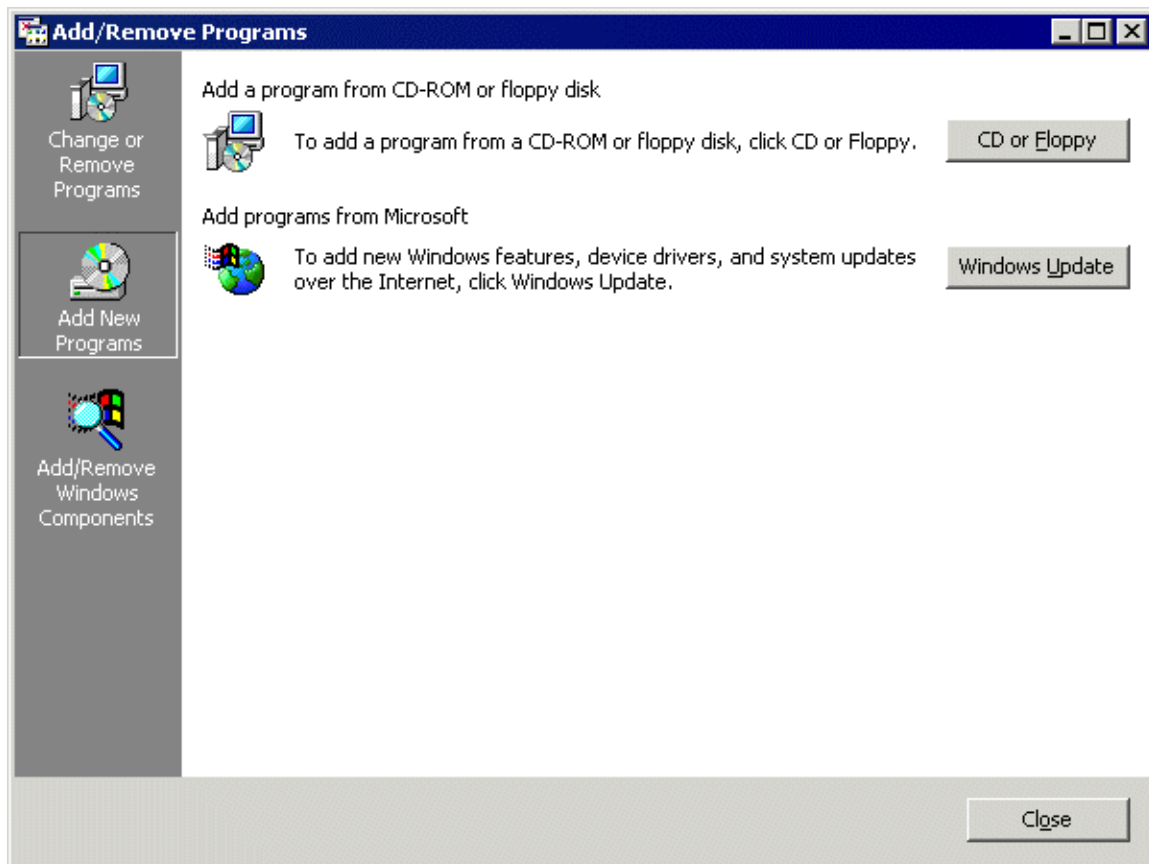 Add/Remove Programs
Change or
Remove
Programs
Add New
Programs
Add/Remove
Windows
Components
Add a program from CD-ROM or floppy disk
To add a program from a CD-ROM or floppy disk, click CD or Floppy.
CD or Floppy
Add programs from Microsoft
To add new Windows features, device drivers, and system updates
over the Internet, click Windows Update.
Windows Update
Close